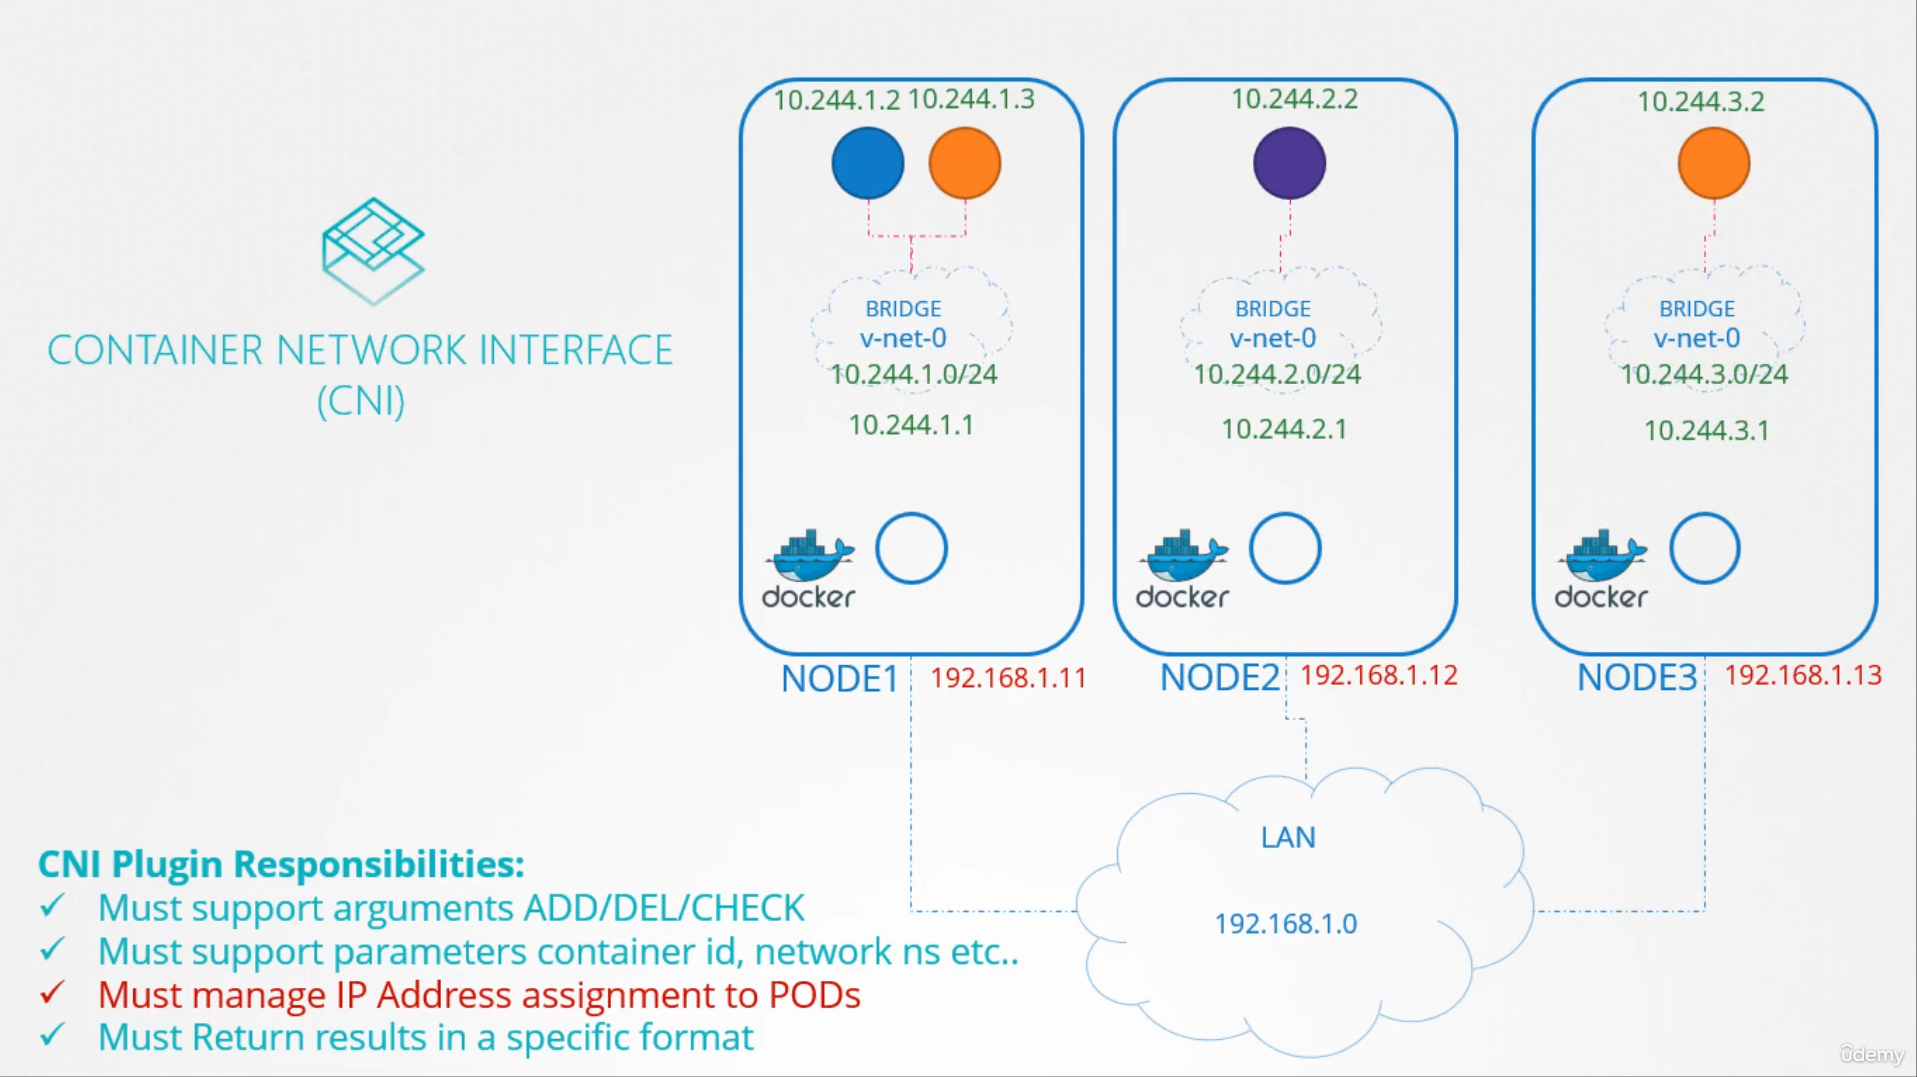 10.244.1.2 10.244.1.3
10.244.2.2
10.244.3.2
BRIDGE
v-net-0
10.244.1.0/24
10.244.1.1
BRIDGE
v-net-0
10.244.2.0/24
10.244.2.1
BRIDGE
v-net-0
10.244.3.0/24
10.244.3.1
CONTAINER NETWORK INTERFACE
(CNI)
docker
docker
docker
NODE1 192.168.1.11
NODE2 192.168.1.12
NODE3 192.168.1.13
LAN
192.168.1.0
CNI Plugin Responsibilities:
✓ Must support arguments ADD/DEL/CHECK
✓ Must support parameters container id, network ns etc..
✓ Must manage IP Address assignment to PODs
✓ Must Return results in a specific format
ûdemy